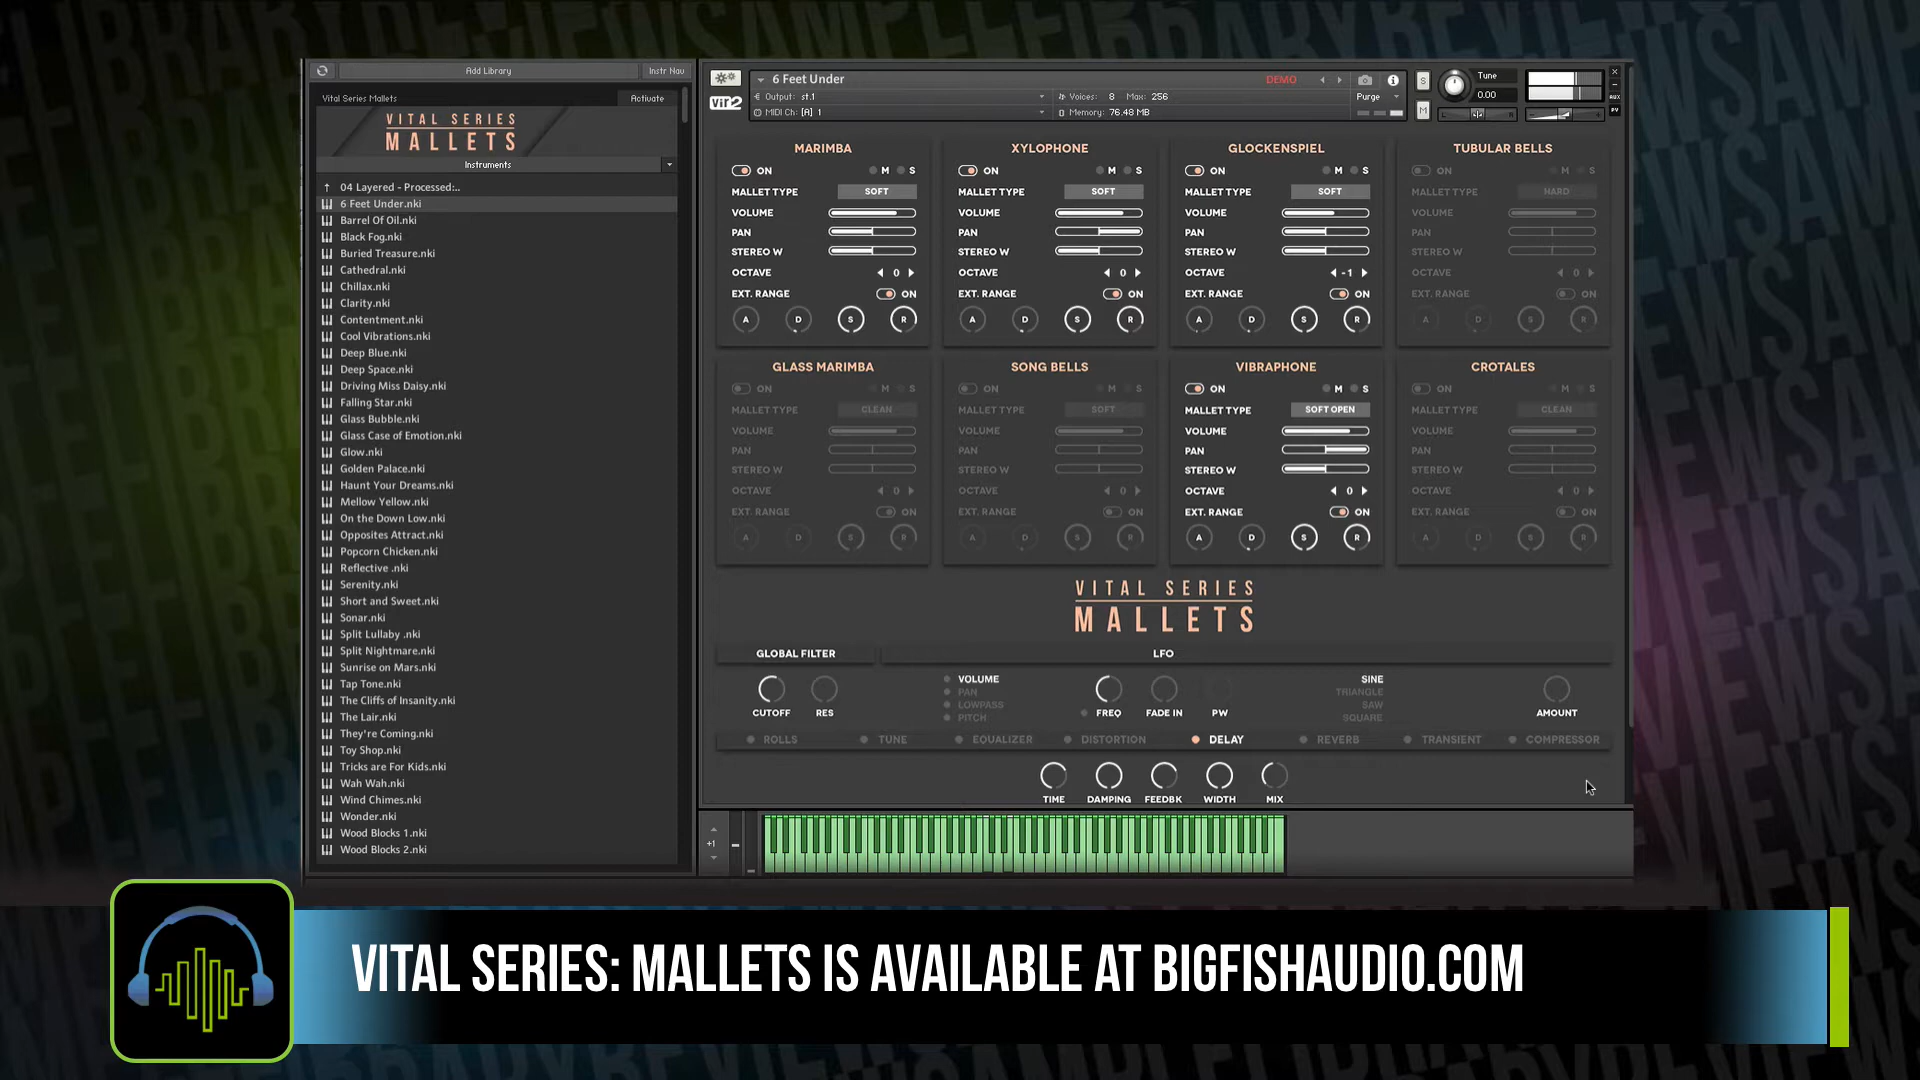 Add Library
Instr Nav
Vital Series Mallets
Activate
VITAL SERIES
MALLETS
Instruments
04 Layered - Processed:..
6 Feet Under.nki
Barrel Of Oil.nki
Black Fog.nki
Buried Treasure.nki
Cathedral.nki
Chillax.nki
Clarity.nki
Contentment.nki
Cool Vibrations.nki
Deep Blue.nki
Deep Space.nki
Driving Miss Daisy.nki
Falling Star.nki
Glass Bubble.nki
Glass Case of Emotion.nki
Glow.nki
Golden Palace.nki
Haunt Your Dreams.nki
Mellow Yellow.nki
On the Down Low.nki
Opposites Attract.nki
Popcorn Chicken.nki
Reflective .nki
Serenity.nki
Short and Sweet.nki
Sonar.nki
Split Lullaby .nki
Split Nightmare.nki
Sunrise on Mars.nki
Tap Tone.nki
The Cliffs of Insanity.nki
The Lair.nki
They're Coming.nki
Toy Shop.nki
Tricks are For Kids.nki
Wah Wah.nki
Wind Chimes.nki
Wonder.nki
Wood Blocks 1.nki
Wood Blocks 2.nki
vir2
6 Feet Under
DEMO
Output: st.1
Voices: 8 Max: 256
Purge
MIDI Ch: [A] 1
Memory: 76.48 MB
S
M
Tune
0.00
L R
AUX
PV
MARIMBA
ON M S
MALLET TYPE SOFT
VOLUME
PAN
STEREO W
OCTAVE 0
EXT. RANGE ON
A D S R
XYLOPHONE
ON M S
MALLET TYPE SOFT
VOLUME
PAN
STEREO W
OCTAVE 0
EXT. RANGE ON
A D S R
GLOCKENSPIEL
ON M S
MALLET TYPE SOFT
VOLUME
PAN
STEREO W
OCTAVE -1
EXT. RANGE ON
A D S R
TUBULAR BELLS
ON M S
MALLET TYPE HARD
VOLUME
PAN
STEREO W
OCTAVE 0
EXT. RANGE ON
A D S R
GLASS MARIMBA
ON M S
MALLET TYPE CLEAN
VOLUME
PAN
STEREO W
OCTAVE 0
EXT. RANGE ON
A D S R
SONG BELLS
ON M S
MALLET TYPE SOFT
VOLUME
PAN
STEREO W
OCTAVE 0
EXT. RANGE ON
A D S R
VIBRAPHONE
ON M S
MALLET TYPE SOFT OPEN
VOLUME
PAN
STEREO W
OCTAVE 0
EXT. RANGE ON
A D S R
CROTALES
ON M S
MALLET TYPE CLEAN
VOLUME
PAN
STEREO W
OCTAVE 0
EXT. RANGE ON
A D S R
VITAL SERIES
MALLETS
GLOBAL FILTER
LFO
CUTOFF RES
VOLUME
PAN
LOWPASS
PITCH
FREQ FADE IN PW
SINE
TRIANGLE
SAW
SQUARE
AMOUNT
ROLLS TUNE EQUALIZER DISTORTION DELAY REVERB TRANSIENT COMPRESSOR
TIME DAMPING FEEDBK WIDTH MIX
+1
VITAL SERIES: MALLETS IS AVAILABLE AT BIGFISHAUDIO.COM